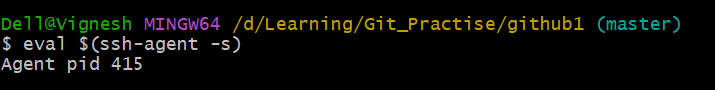 Dell@Vignesh MINGW64 /d/Learning/Git_Practise/github1 (master)
$ eval $(ssh-agent -s)
Agent pid 415